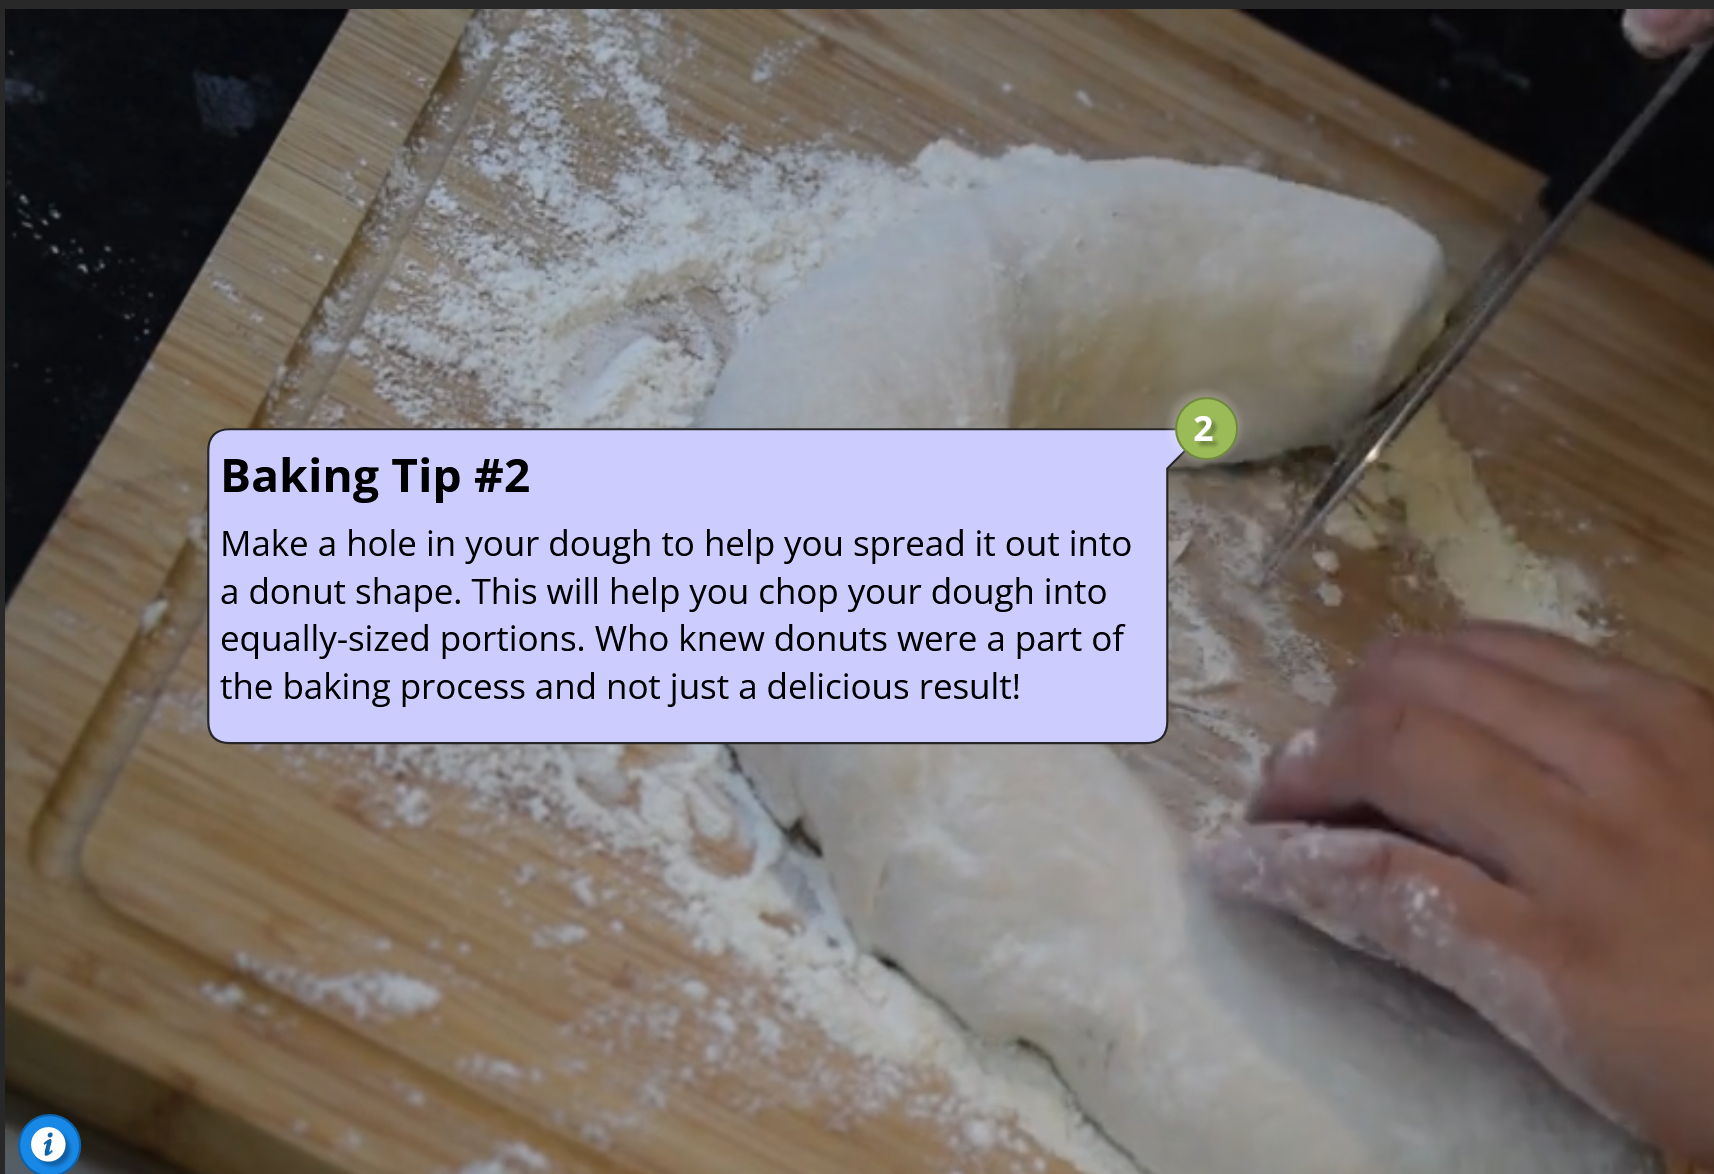 2
Baking Tip #2
Make a hole in your dough to help you spread it out into
a donut shape. This will help you chop your dough into
equally-sized portions. Who knew donuts were a part of
the baking process and not just a delicious result!
i